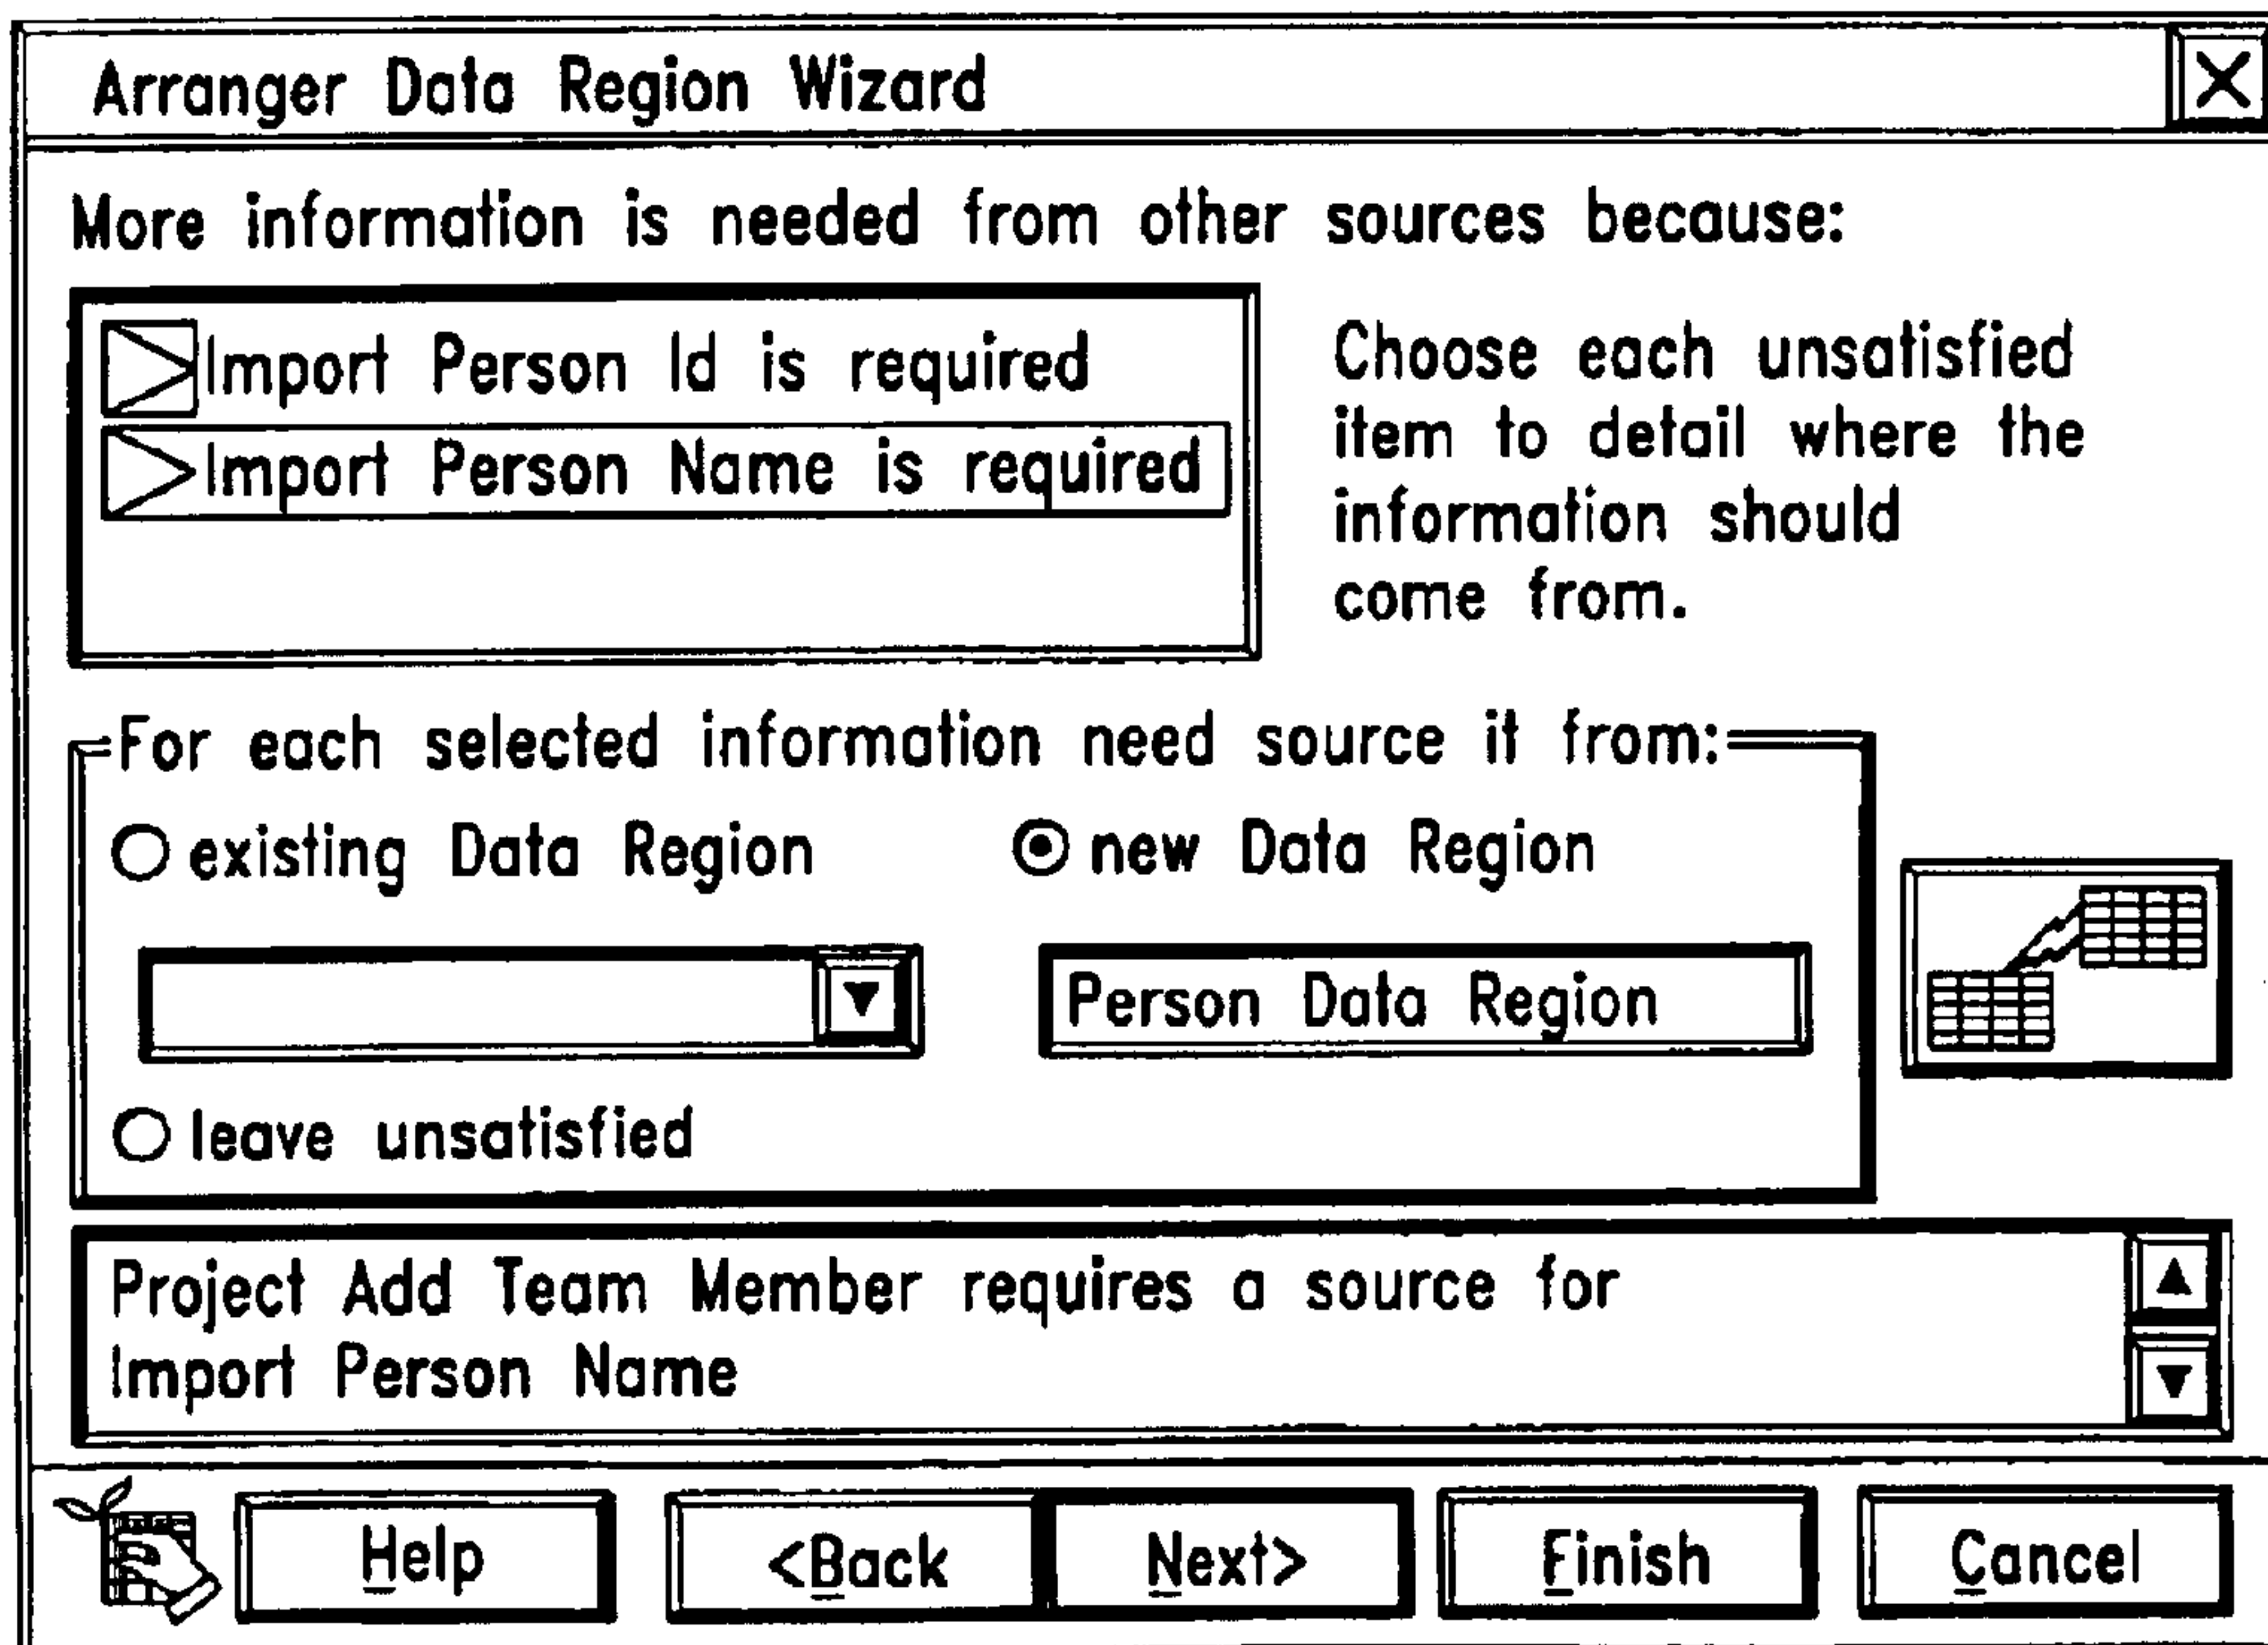 Arranger Data Region Wizard
More information is needed from other sources because:
Import Person Id is required
Import Person Name is required
Choose each unsatisfied
item to detail where the
information should
come from.
For each selected information need source it from:
existing Data Region
new Data Region
Person Data Region
leave unsatisfied
Project Add Team Member requires a source for
Import Person Name
Help
<Back
Next>
Finish
Cancel